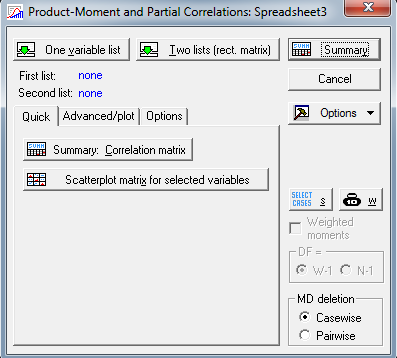 Product-Moment and Partial Correlations: Spreadsheet3
One variable list
Two lists (rect. matrix)
SUMM
Summary
First list: none
Second list: none
Cancel
Quick
Advanced/plot
Options
Options
SUMM
Summary: Correlation matrix
Scatterplot matrix for selected variables
SELECT
CASES
S
W
Weighted
moments
DF =
W-1
N-1
MD deletion
Casewise
Pairwise